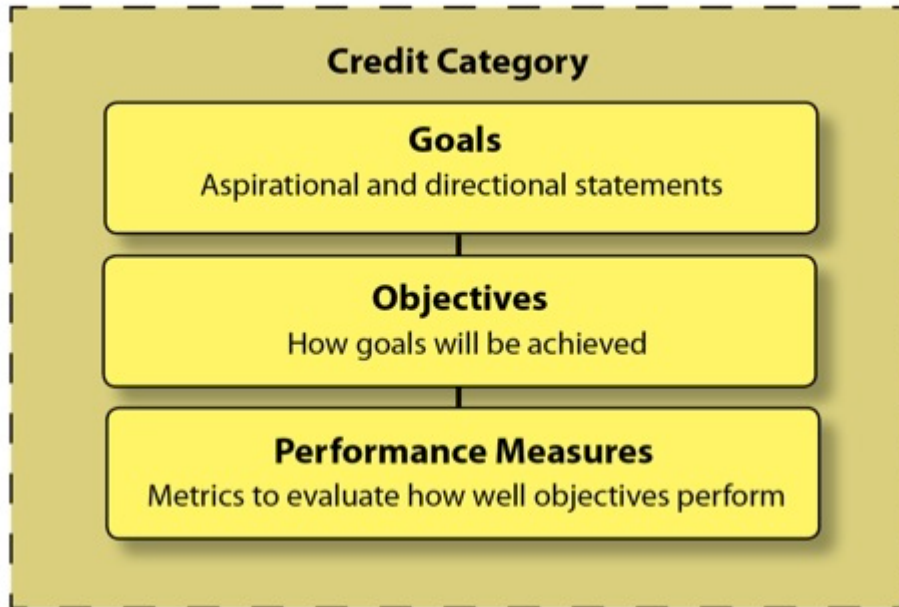 Credit Category
Goals
Aspirational and directional statements
Objectives
How goals will be achieved
Performance Measures
Metrics to evaluate how well objectives perform